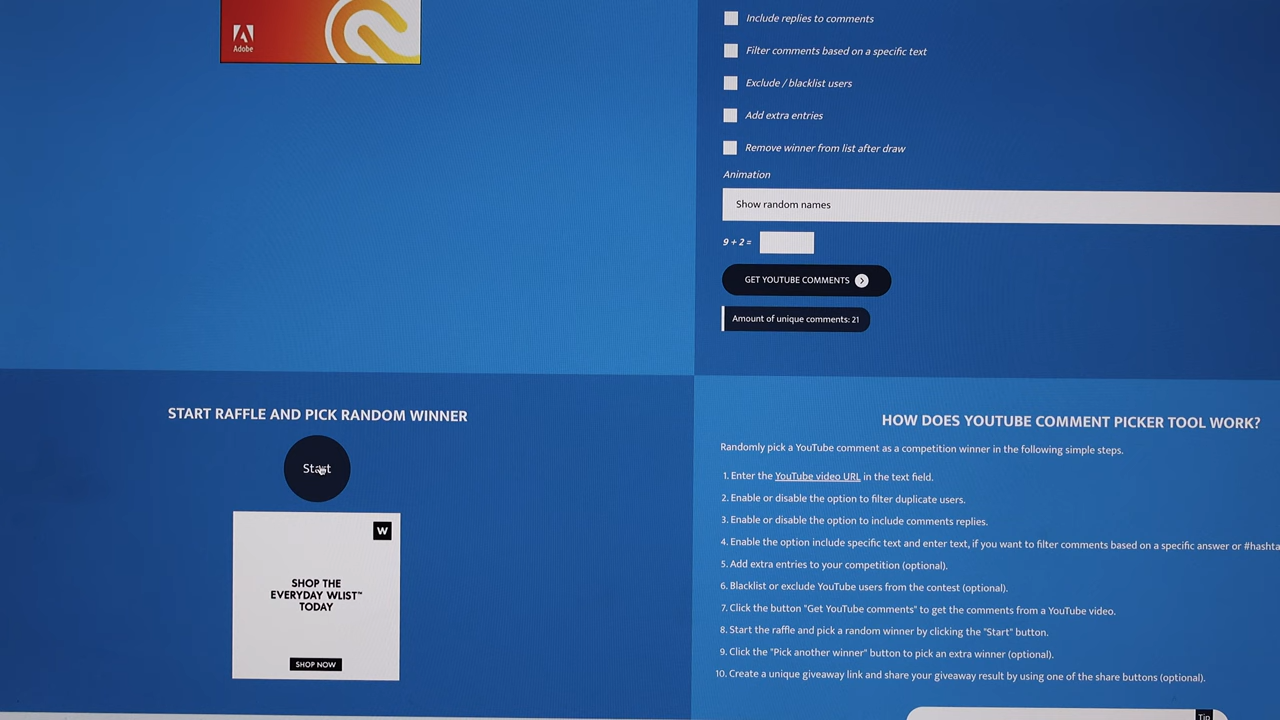 Adobe
Include replies to comments
Filter comments based on a specific text
Exclude / blacklist users
Add extra entries
Remove winner from list after draw
Animation
Show random names
9 + 2 =
GET YOUTUBE COMMENTS
Amount of unique comments: 21
START RAFFLE AND PICK RANDOM WINNER
Start
W
SHOP THE
EVERYDAY WLIST™
TODAY
SHOP NOW
HOW DOES YOUTUBE COMMENT PICKER TOOL WORK?
Randomly pick a YouTube comment as a competition winner in the following simple steps.
1. Enter the YouTube video URL in the text field.
2. Enable or disable the option to filter duplicate users.
3. Enable or disable the option to include comments replies.
4. Enable the option include specific text and enter text, if you want to filter comments based on a specific answer or #hashta
5. Add extra entries to your competition (optional).
6. Blacklist or exclude YouTube users from the contest (optional).
7. Click the button "Get YouTube comments" to get the comments from a YouTube video.
8. Start the raffle and pick a random winner by clicking the "Start" button.
9. Click the "Pick another winner" button to pick an extra winner (optional).
10. Create a unique giveaway link and share your giveaway result by using one of the share buttons (optional).
Tip